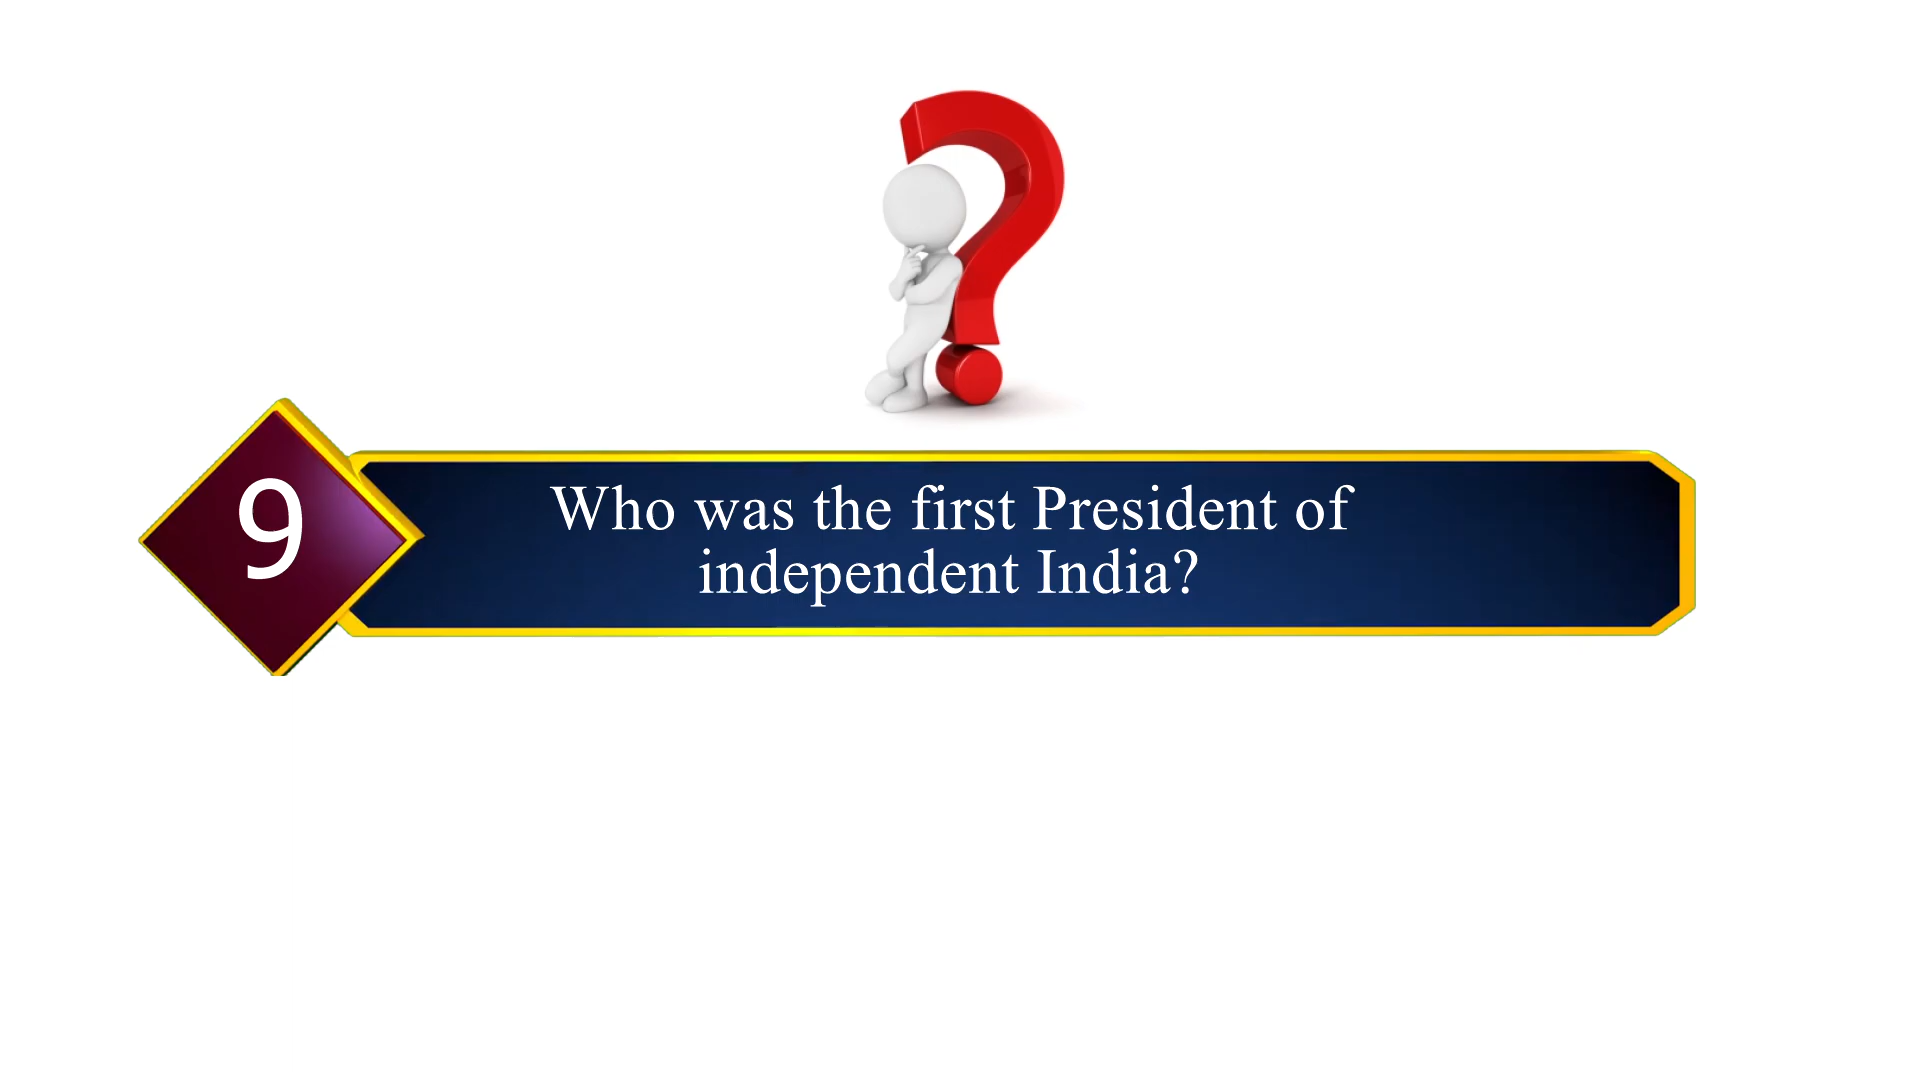 9
Who was the first President of
independent India?